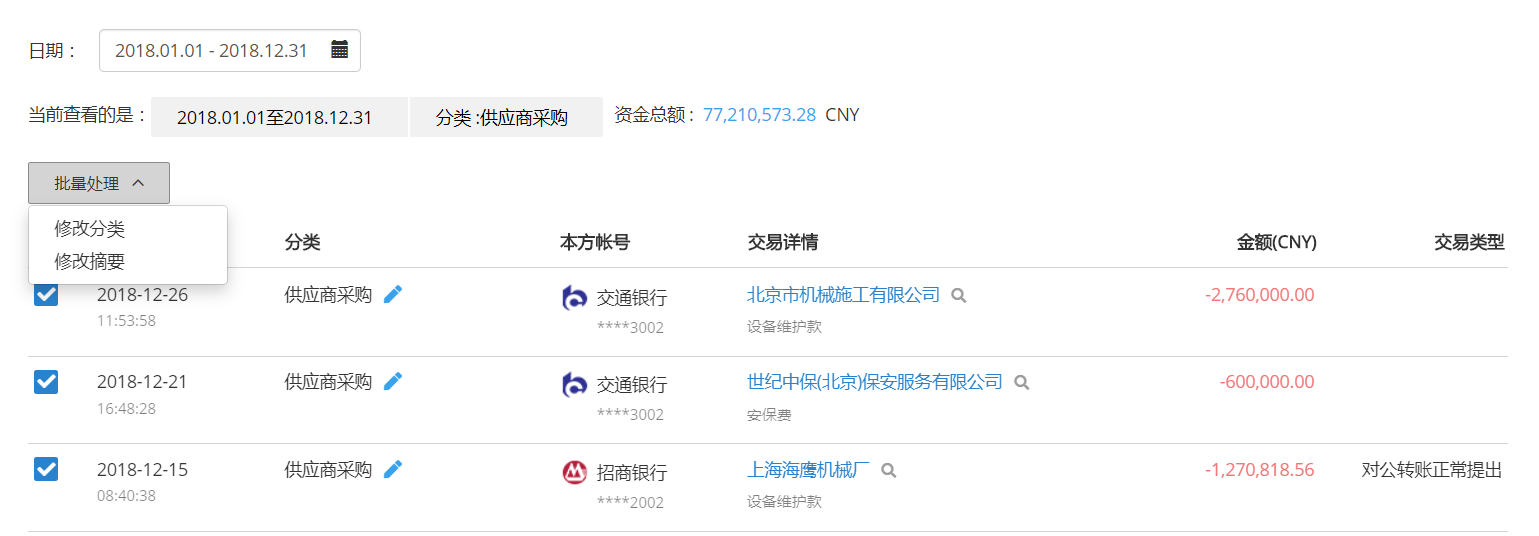 日期： 2018.01.01 - 2018.12.31
当前查看的是： 2018.01.01至2018.12.31 分类 :供应商采购 资金总额： 77,210,573.28 CNY
批量处理
修改分类
修改摘要
分类 本方帐号 交易详情 金额(CNY) 交易类型
2018-12-26 供应商采购 交通银行 北京市机械施工有限公司 -2,760,000.00
11:53:58 ****3002 设备维护款
2018-12-21 供应商采购 交通银行 世纪中保(北京)保安服务有限公司 -600,000.00
16:48:28 ****3002 安保费
2018-12-15 供应商采购 招商银行 上海海鹰机械厂 -1,270,818.56 对公转账正常提出
08:40:38 ****2002 设备维护款